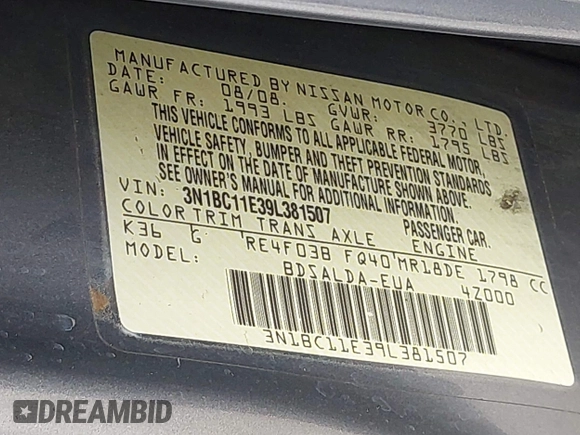 MANUFACTURED BY NISSAN MOTOR CO., LTD.
DATE: 08/08. GVWR: 3770 LBS
GAWR FR: 1993 LBS GAWR RR: 1795 LBS
THIS VEHICLE CONFORMS TO ALL APPLICABLE FEDERAL MOTOR
VEHICLE SAFETY, BUMPER AND THEFT PREVENTION STANDARDS
IN EFFECT ON THE DATE OF MANUFACTURE SHOWN ABOVE.
SEE OWNER'S MANUAL FOR ADDITIONAL INFORMATION.
VIN: 3N1BC11E39L381507 PASSENGER CAR.
COLOR TRIM TRANS AXLE ENGINE
K36 G RE4F03B FQ40 MR18DE 1798 CC
MODEL: BDSALDA-EUA 4Z000
3N1BC11E39L381507
DREAMBID